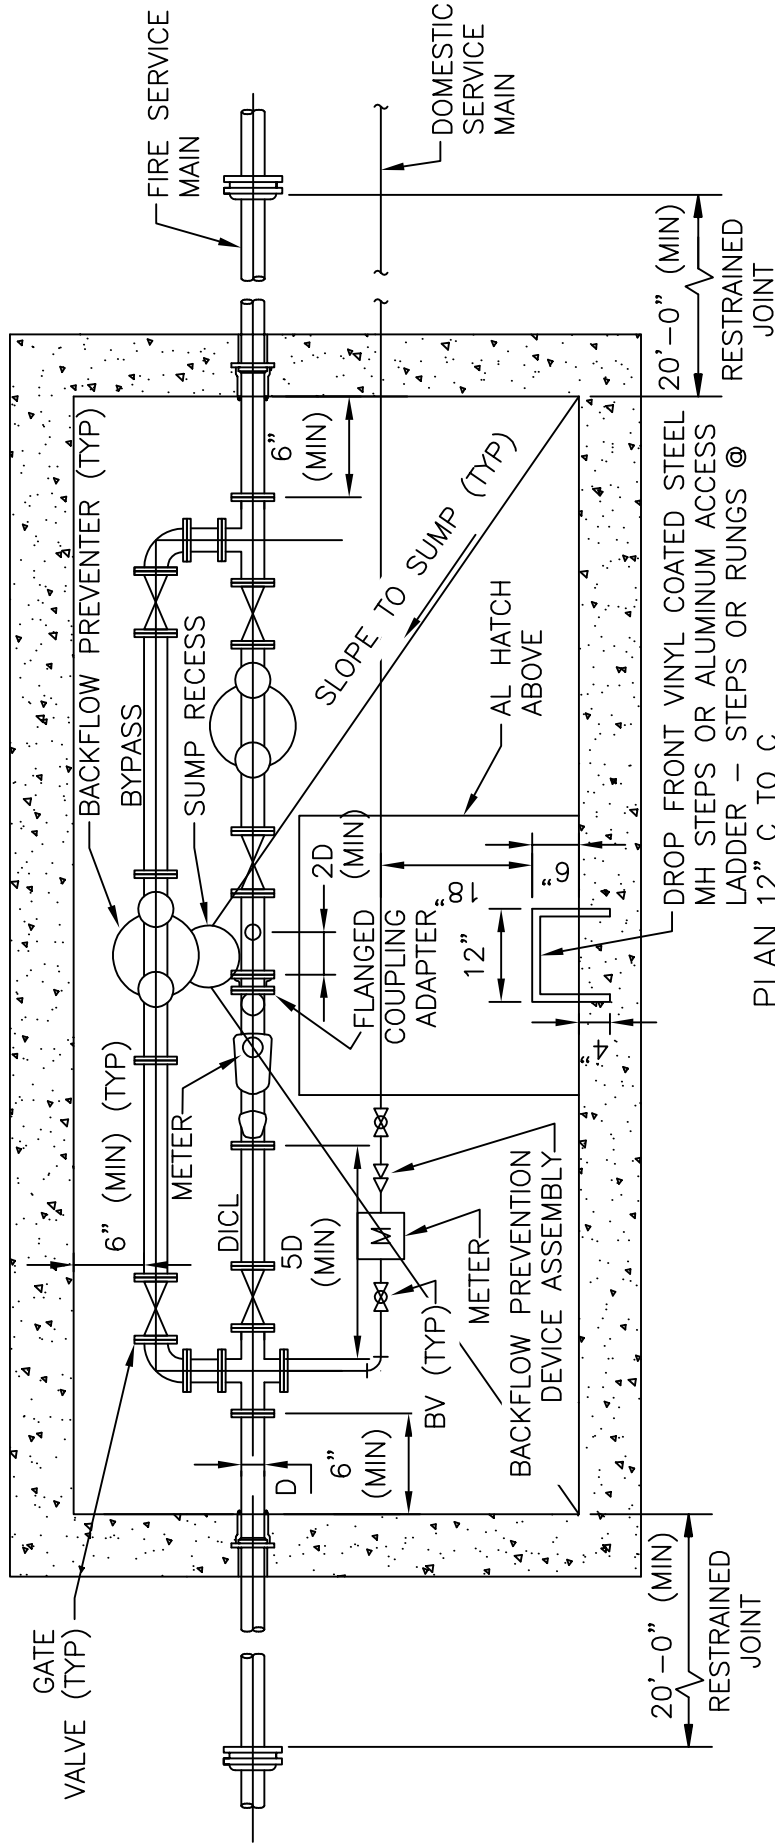 GATE
VALVE (TYP)
6" (MIN) (TYP)
BACKFLOW PREVENTER (TYP)
BYPASS
SUMP RECESS
FIRE SERVICE
MAIN
METER
DICL
D
6"
(MIN)
5D
(MIN)
2D
(MIN)
6"
(MIN)
FLANGED
COUPLING
ADAPTER
SLOPE TO SUMP (TYP)
DOMESTIC
SERVICE
MAIN
BV (TYP)
M
METER
BACKFLOW PREVENTION
DEVICE ASSEMBLY
18"
12"
6"
4"
AL HATCH
ABOVE
20'-0" (MIN)
RESTRAINED
JOINT
20'-0" (MIN)
RESTRAINED
JOINT
DROP FRONT VINYL COATED STEEL
MH STEPS OR ALUMINUM ACCESS
LADDER - STEPS OR RUNGS @
12" C TO C
PLAN